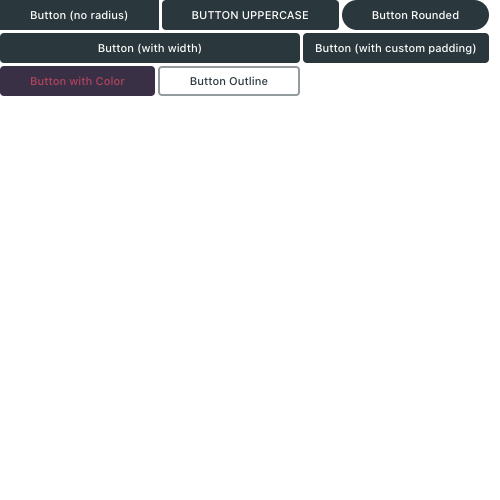 Button (no radius) BUTTON UPPERCASE Button Rounded
Button (with width) Button (with custom padding)
Button with Color Button Outline